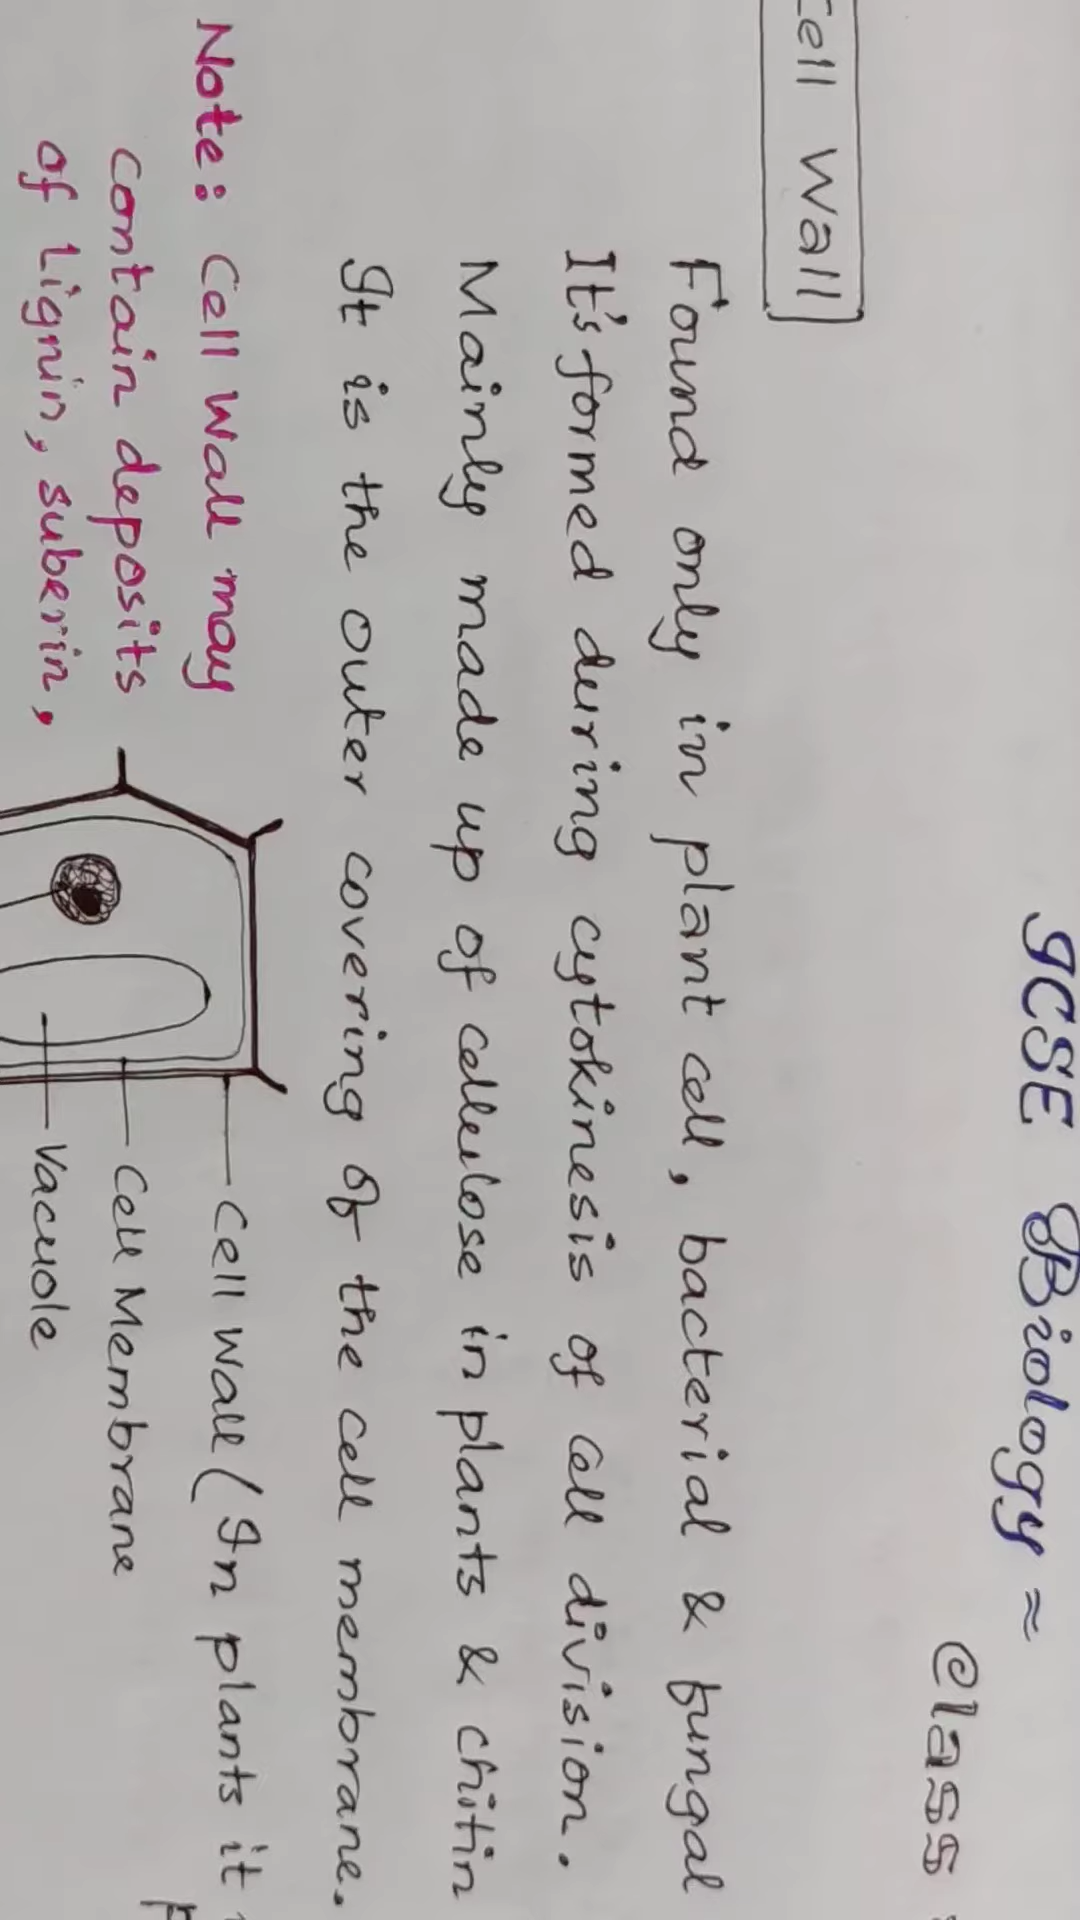 ICSE Biology ≈
Class
Cell Wall
Found only in plant cell, bacterial & fungal
It's formed during cytokinesis of cell division.
Mainly made up of cellulose in plants & chitin
It is the outer covering of the cell membrane.
Note: Cell Wall may
contain deposits
of Lignin, suberin,
Cell Wall (In plants it
Cell Membrane
Vacuole